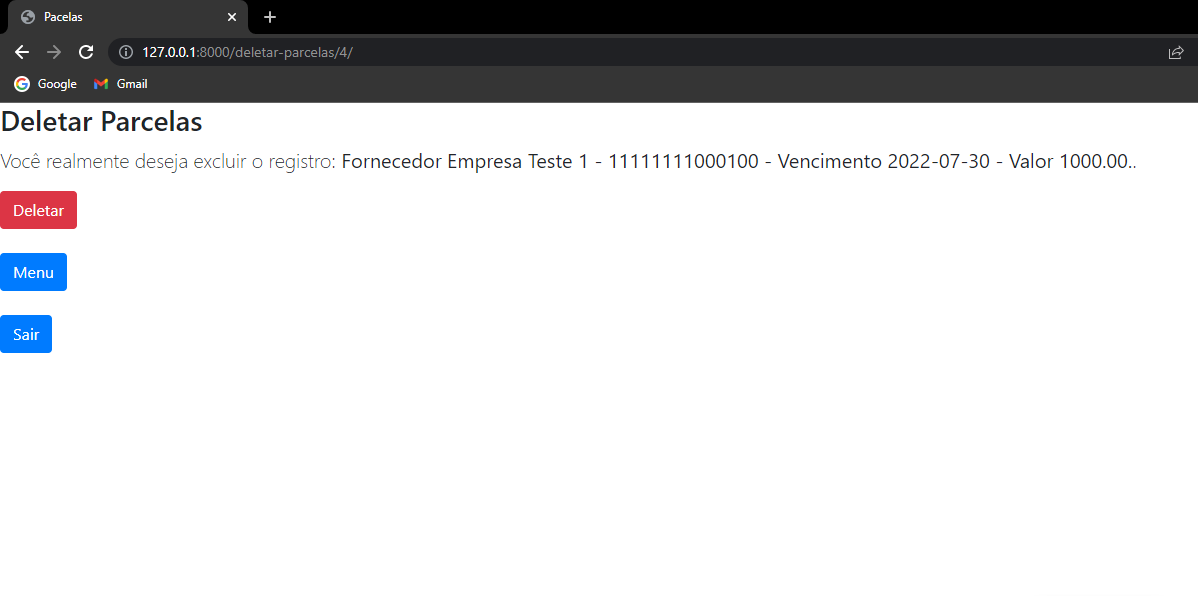 Pacelas
127.0.0.1:8000/deletar-parcelas/4/
Google Gmail
Deletar Parcelas
Você realmente deseja excluir o registro: Fornecedor Empresa Teste 1 - 11111111000100 - Vencimento 2022-07-30 - Valor 1000.00..
Deletar
Menu
Sair